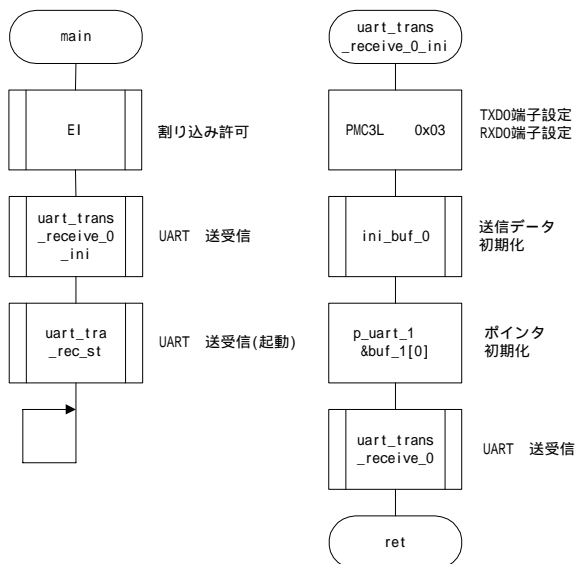 main
EI
割り込み許可
uart_trans
_receive_0
_ini
UART 送受信
uart_tra
_rec_st
UART 送受信(起動)
uart_trans
_receive_0_ini
PMC3L 0x03
TXD0端子設定
RXD0端子設定
ini_buf_0
送信データ
初期化
p_uart_1
&buf_1[0]
ポインタ
初期化
uart_trans
_receive_0
UART 送受信
ret